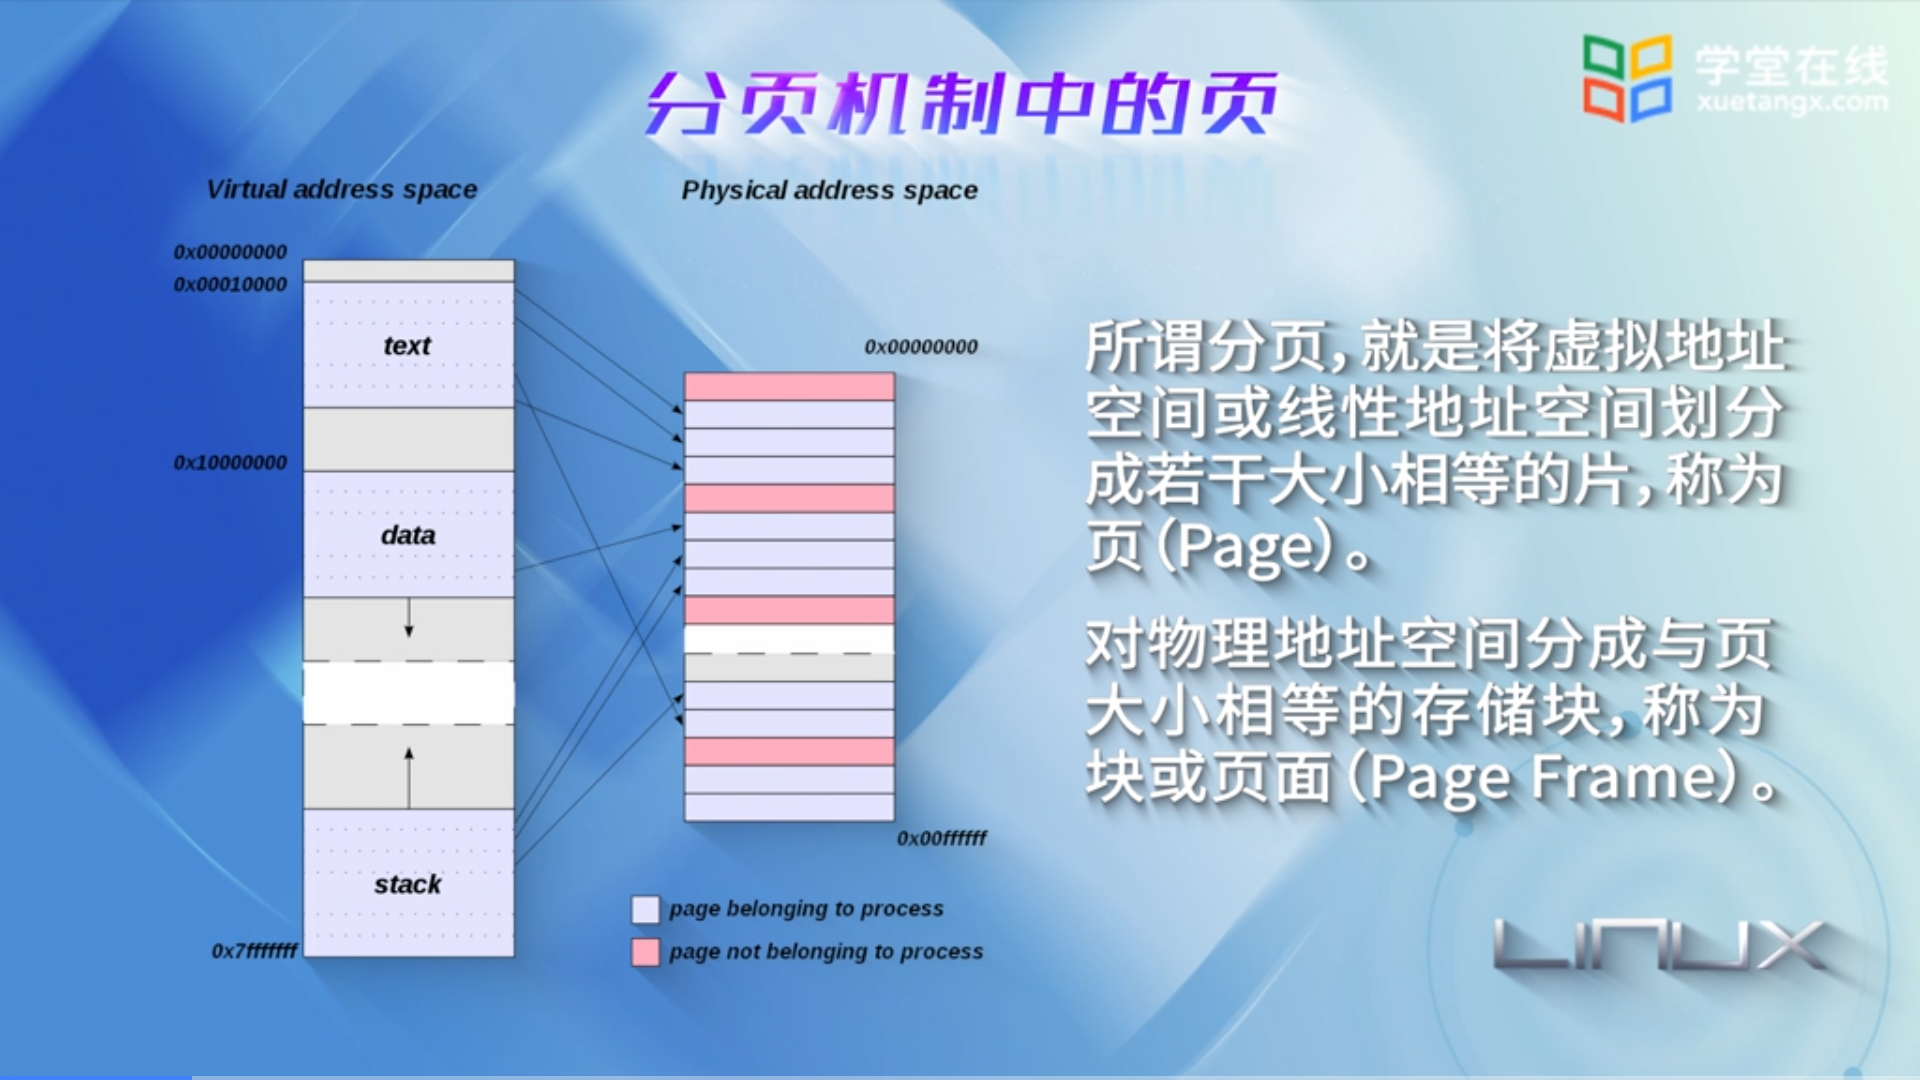 分页机制中的页
学堂在线
xuetangx.com
Virtual address space
Physical address space
0x00000000
0x00010000
text
0x10000000
data
stack
0x7fffffff
0x00000000
0x00ffffff
page belonging to process
page not belonging to process
所谓分页，就是将虚拟地址
空间或线性地址空间划分
成若干大小相等的片，称为
页（Page）。
对物理地址空间分成与页
大小相等的存储块，称为
块或页面（Page Frame）。
LINUX